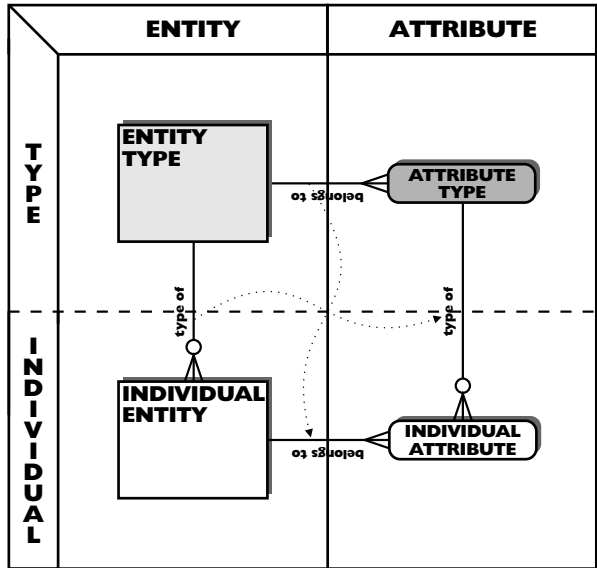 ENTITY
ATTRIBUTE
TYPE
ENTITY
TYPE
belongs to
ATTRIBUTE
TYPE
type of
type of
INDIVIDUAL
INDIVIDUAL
ENTITY
belongs to
INDIVIDUAL
ATTRIBUTE